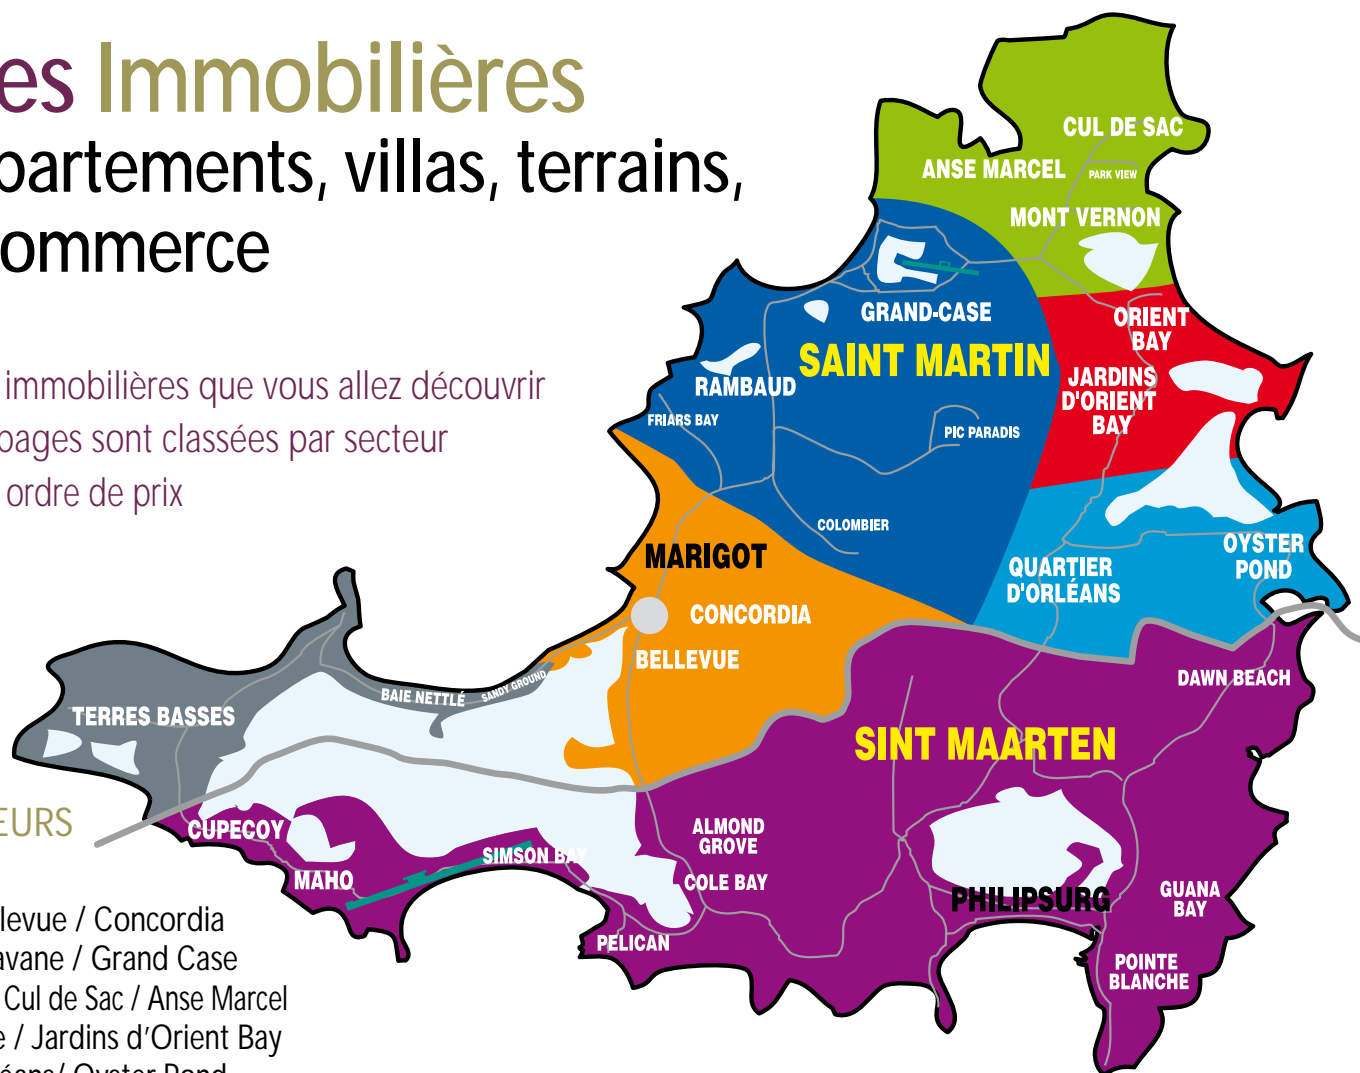 es Immobilières
partements, villas, terrains,
ommerce
immobilières que vous allez découvrir
pages sont classées par secteur
ordre de prix
CUL DE SAC
ANSE MARCEL
PARK VIEW
MONT VERNON
GRAND-CASE
ORIENT
BAY
SAINT MARTIN
RAMBAUD
JARDINS
D'ORIENT
BAY
FRIARS BAY
PIC PARADIS
COLOMBIER
MARIGOT
OYSTER
POND
QUARTIER
D'ORLÉANS
CONCORDIA
BELLEVUE
DAWN BEACH
BAIE NETTLÉ
SANDY GROUND
TERRES BASSES
SINT MAARTEN
EURS
CUPECOY
ALMOND
GROVE
SIMSON BAY
MAHO
COLE BAY
PHILIPSURG
GUANA
BAY
PELICAN
POINTE
BLANCHE
llevue / Concordia
avane / Grand Case
Cul de Sac / Anse Marcel
e / Jardins d'Orient Bay
éans/ Oyster Pond